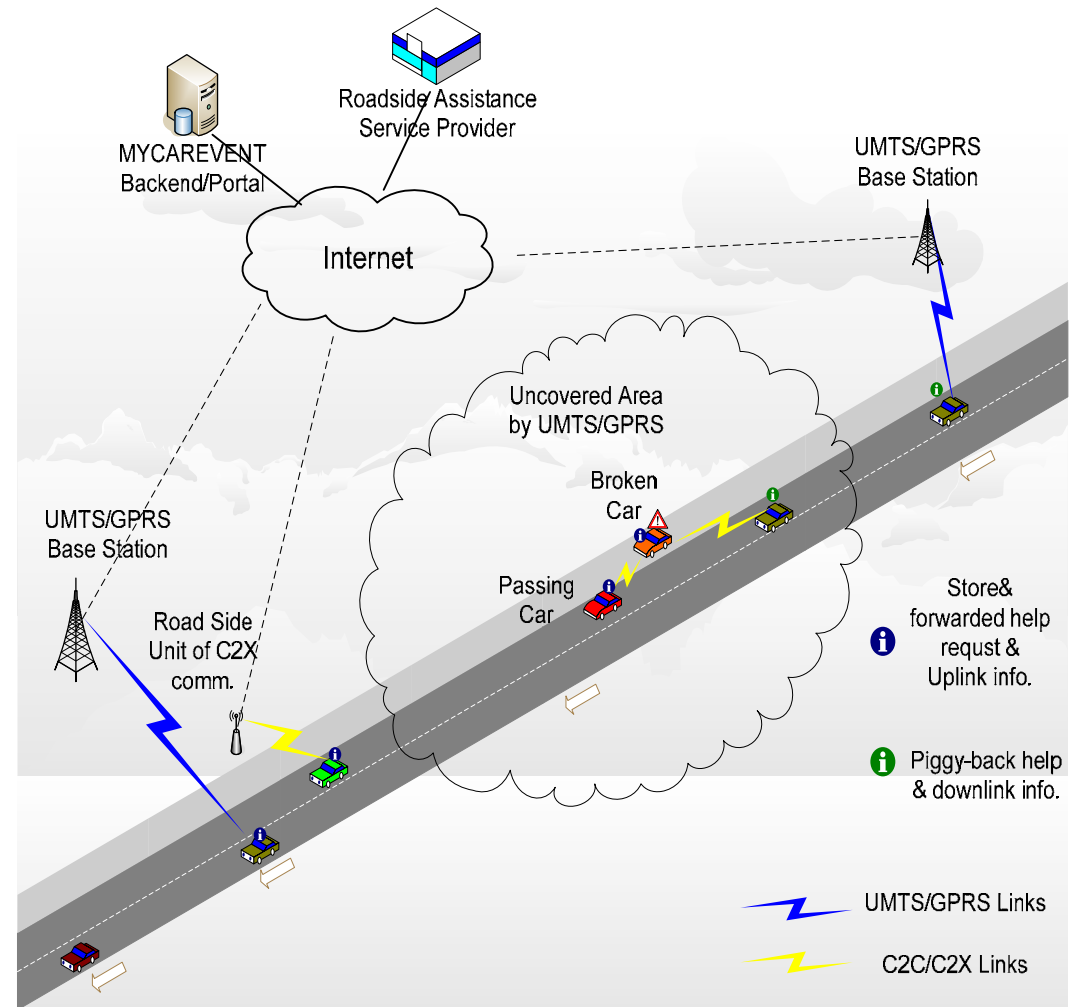 Roadside Assistance
Service Provider
MYCAREVENT
Backend/Portal
UMTS/GPRS
Base Station
Internet
Uncovered Area
by UMTS/GPRS
Broken
Car
UMTS/GPRS
Base Station
Passing
Car
Road Side
Unit of C2X
comm.
Store&
forwarded help
requst &
Uplink info.
Piggy-back help
& downlink info.
UMTS/GPRS Links
C2C/C2X Links